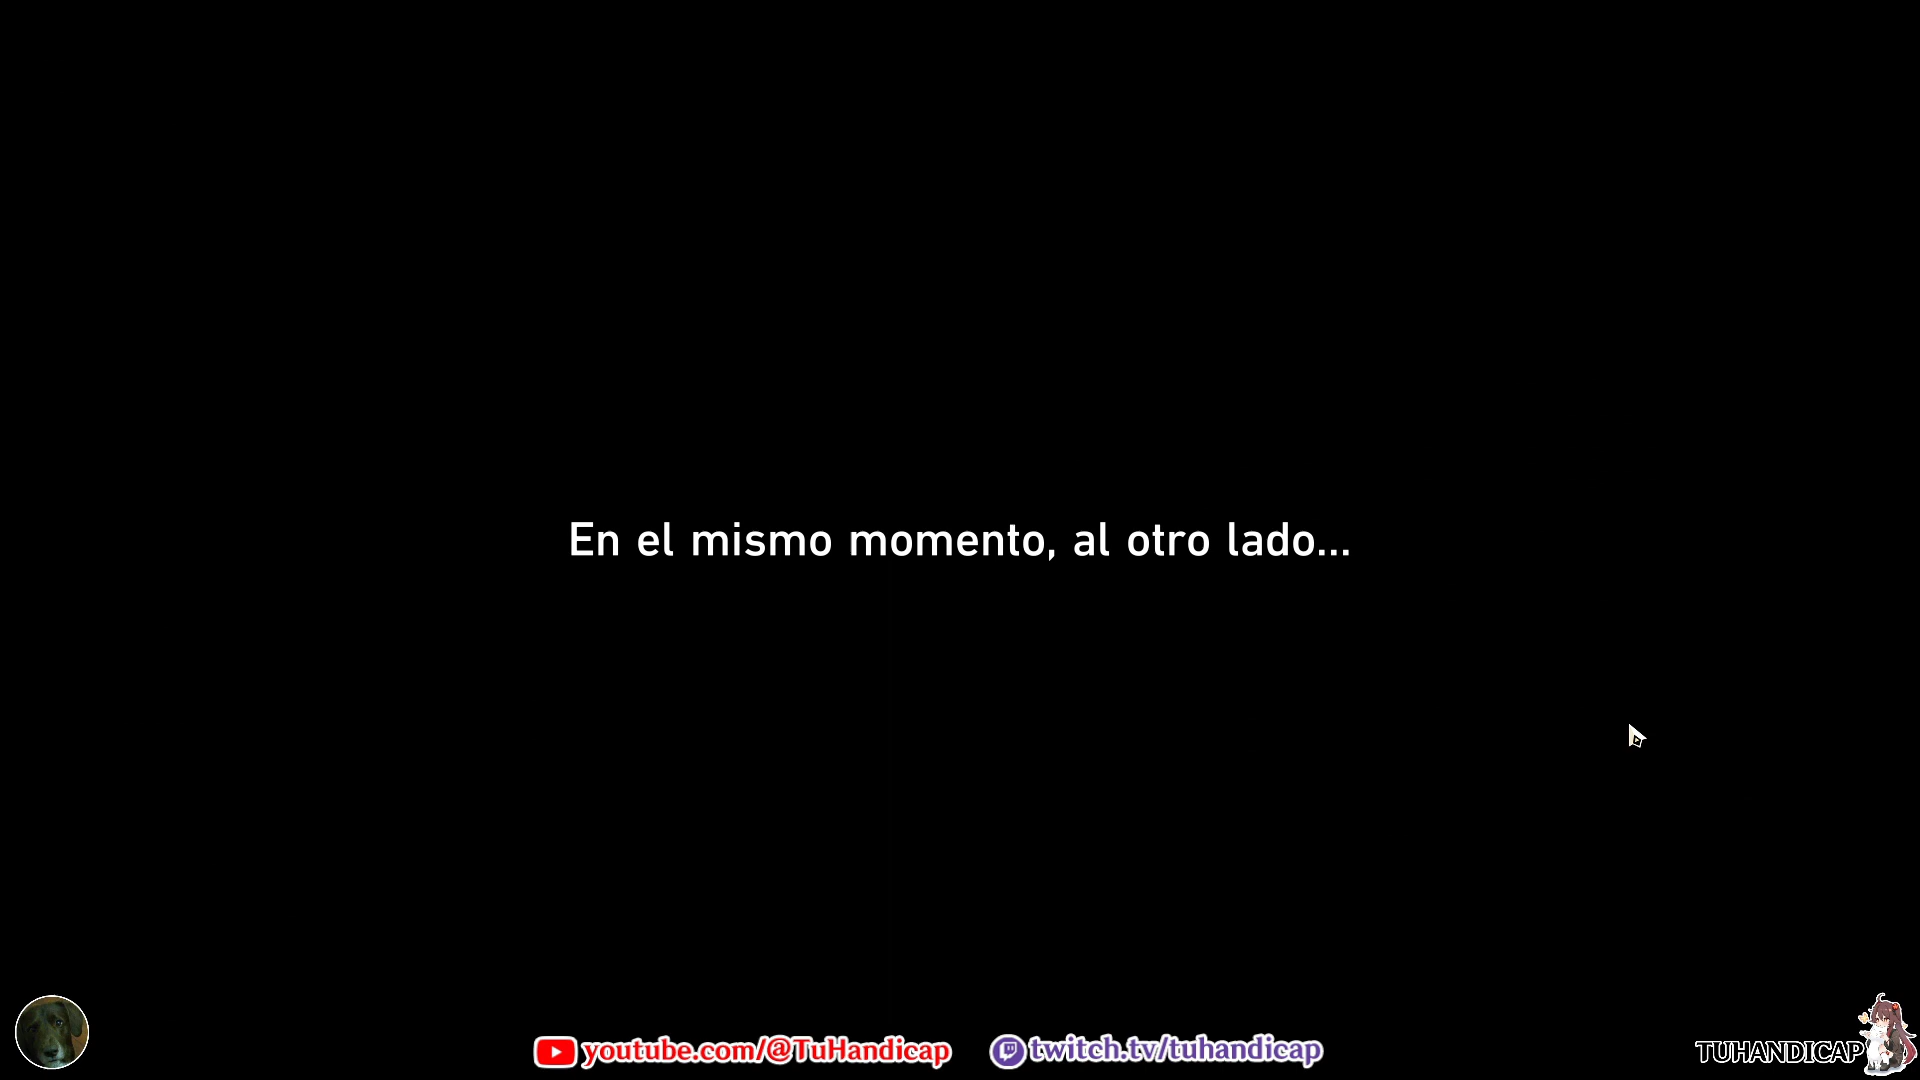 En el mismo momento, al otro lado...
youtube.com/@TuHandicap
twitch.tv/tuhandicap
TUHANDICAP